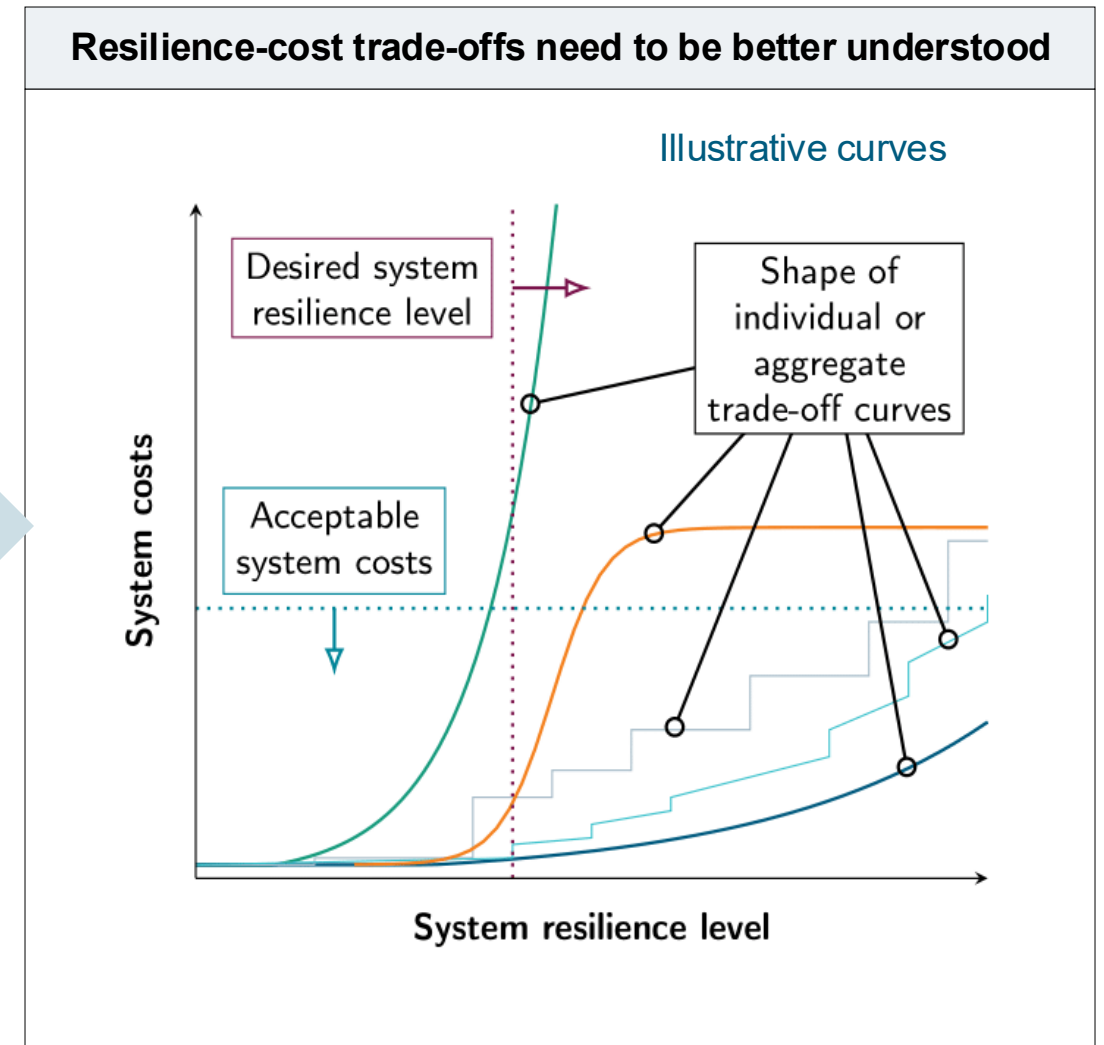 Resilience-cost trade-offs need to be better understood
Illustrative curves
Desired system
resilience level
Shape of
individual or
aggregate
trade-off curves
Acceptable
system costs
System costs
System resilience level